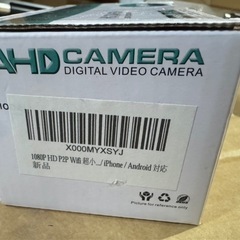 AHD CAMERA
DIGITAL VIDEO CAMERA
X000MYXSYJ
1080P HD P2P Wifi 超小.../ iPhone / Android 対応
新品
Picture for reference only